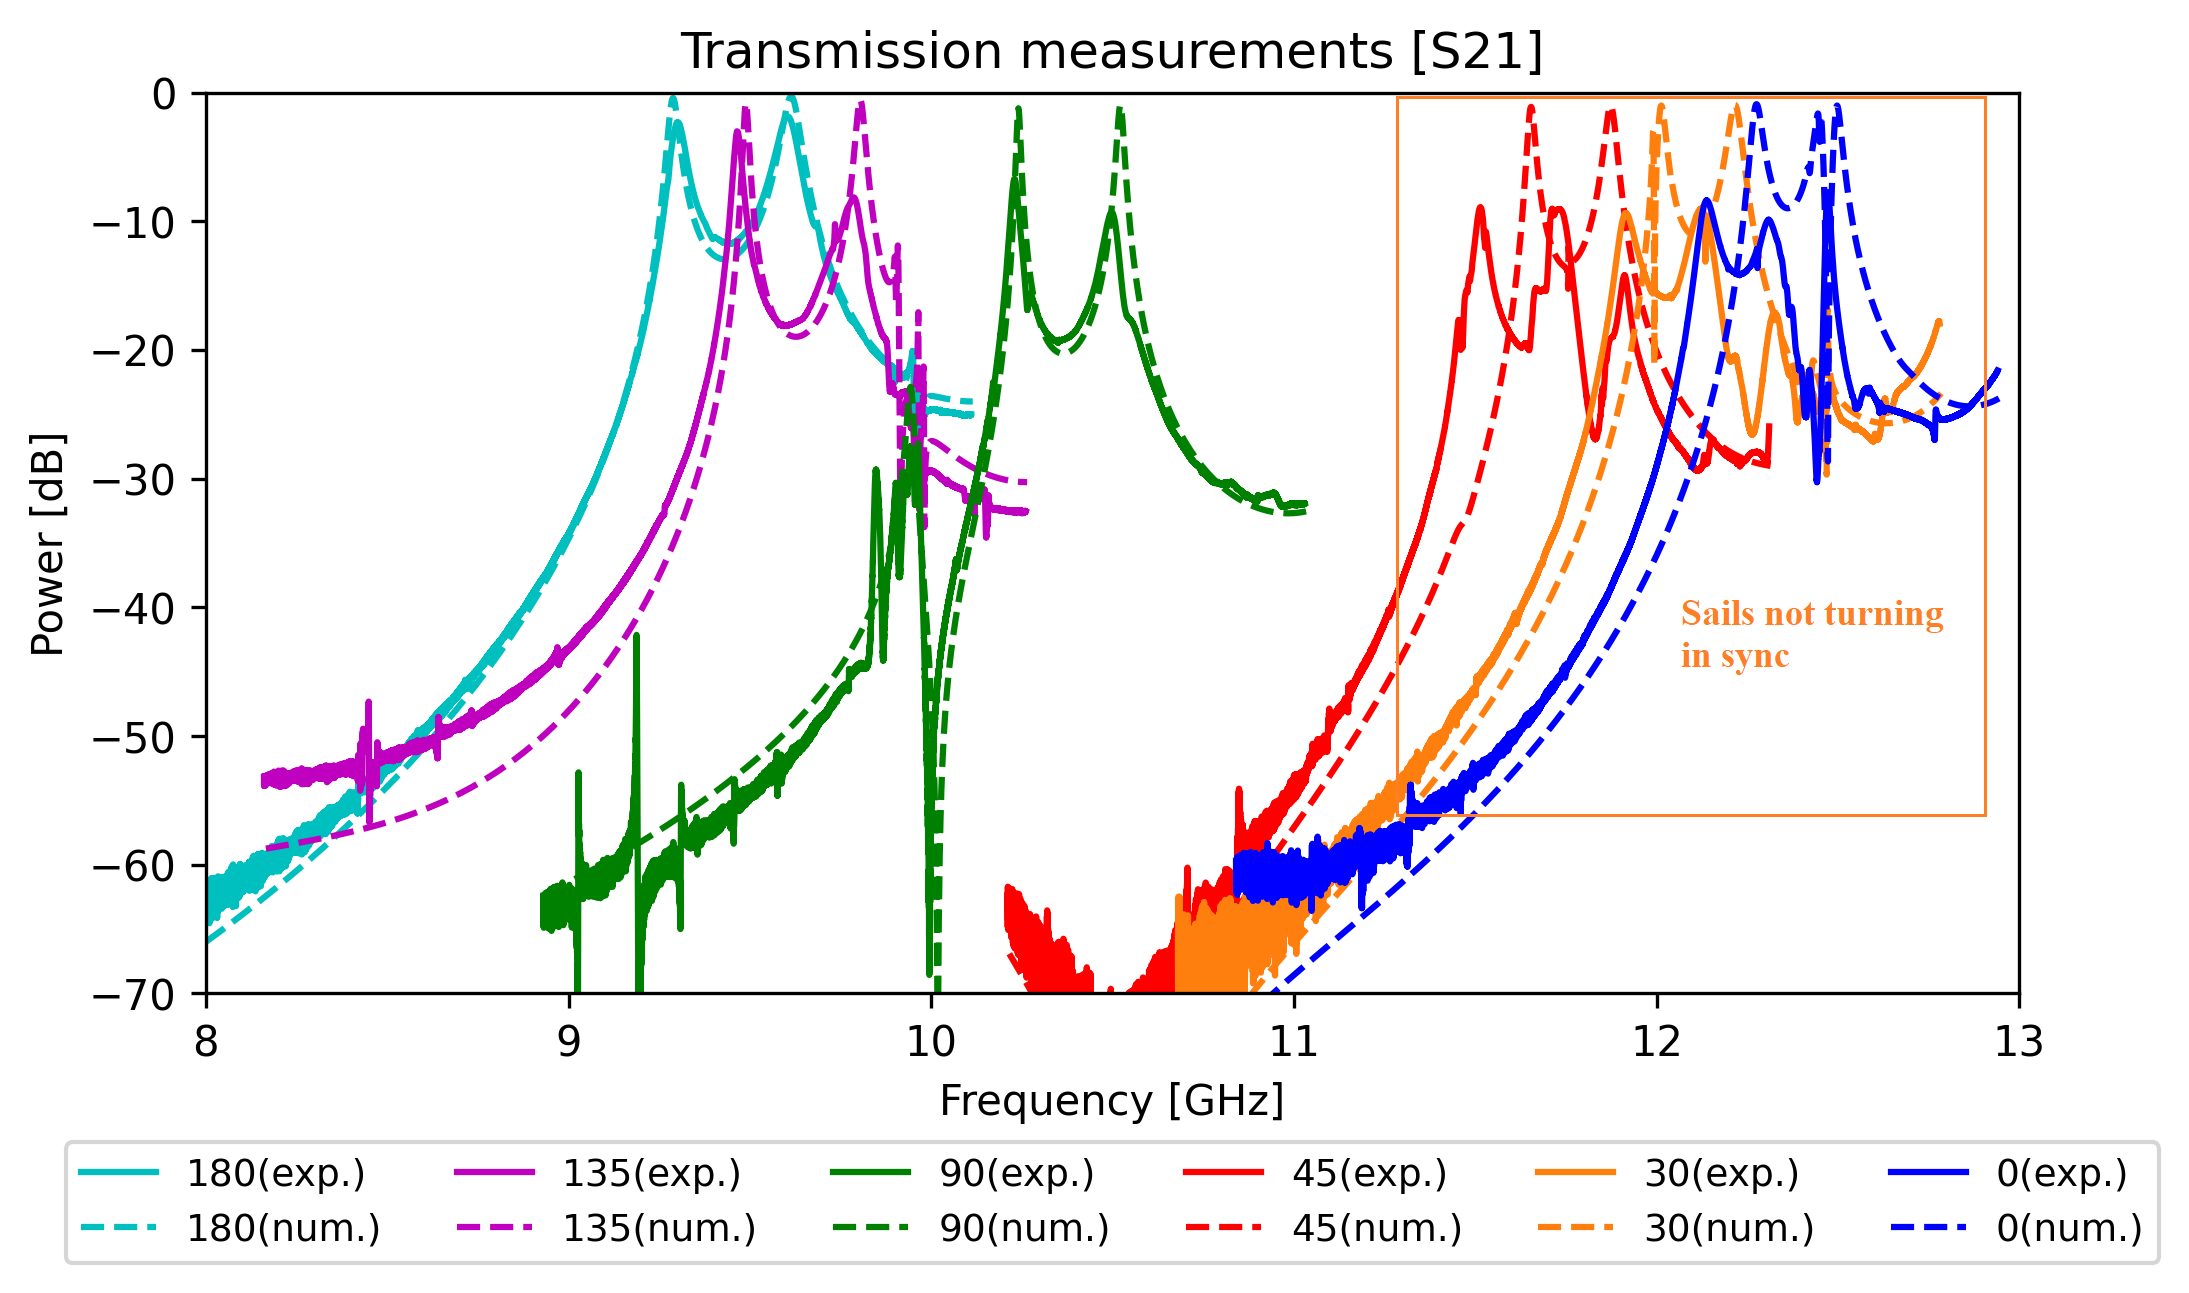 Transmission measurements [S21]
0
−10
−20
−30
−40
−50
−60
−70
Power [dB]
Sails not turning
in sync
8 9 10 11 12 13
Frequency [GHz]
180(exp.) 135(exp.) 90(exp.) 45(exp.) 30(exp.) 0(exp.)
180(num.) 135(num.) 90(num.) 45(num.) 30(num.) 0(num.)